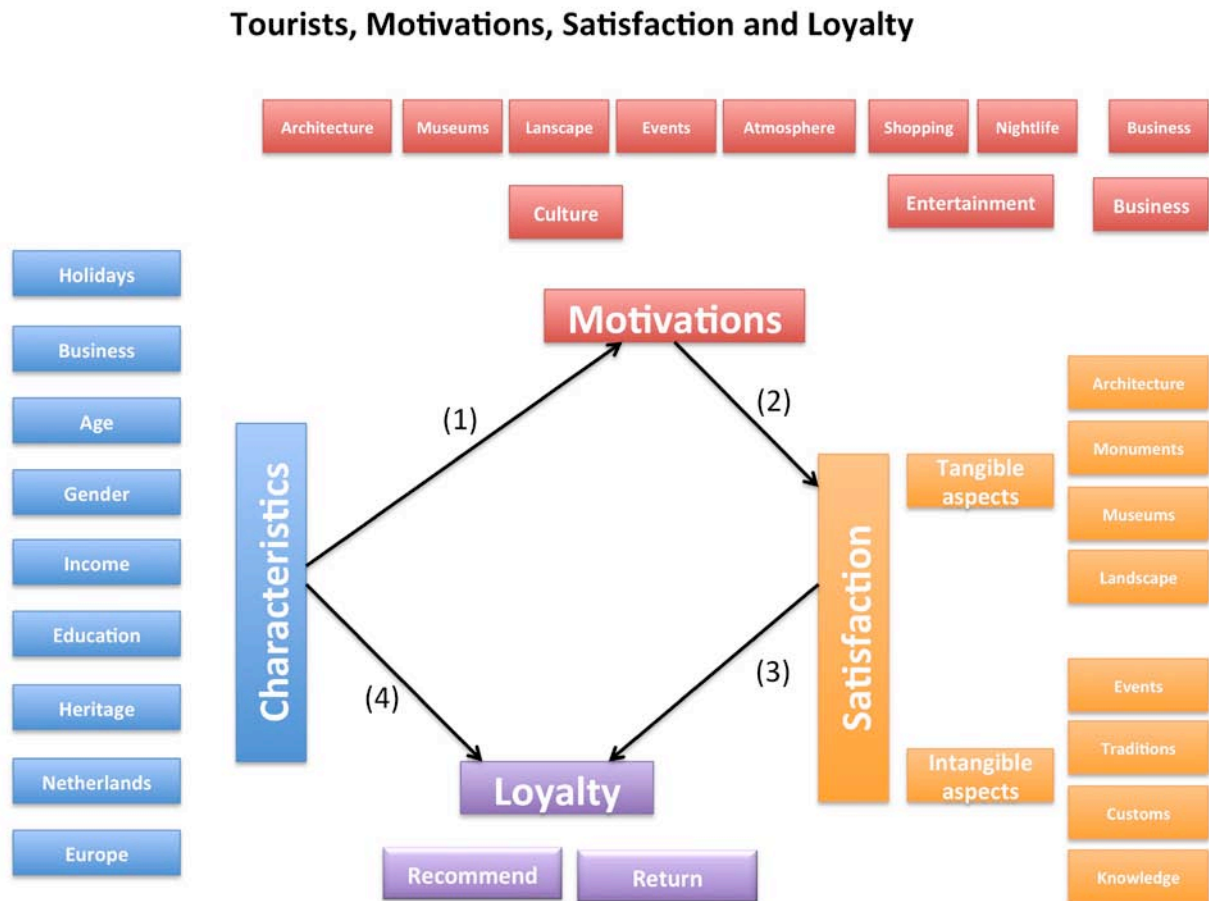 Tourists, Motivations, Satisfaction and Loyalty
Architecture
Museums
Lanscape
Events
Atmosphere
Shopping
Nightlife
Business
Culture
Entertainment
Business
Holidays
Business
Age
Gender
Income
Education
Heritage
Netherlands
Europe
Characteristics
Motivations
(1)
(2)
(3)
(4)
Satisfaction
Tangible
aspects
Architecture
Monuments
Museums
Landscape
Intangible
aspects
Events
Traditions
Customs
Knowledge
Loyalty
Recommend
Return